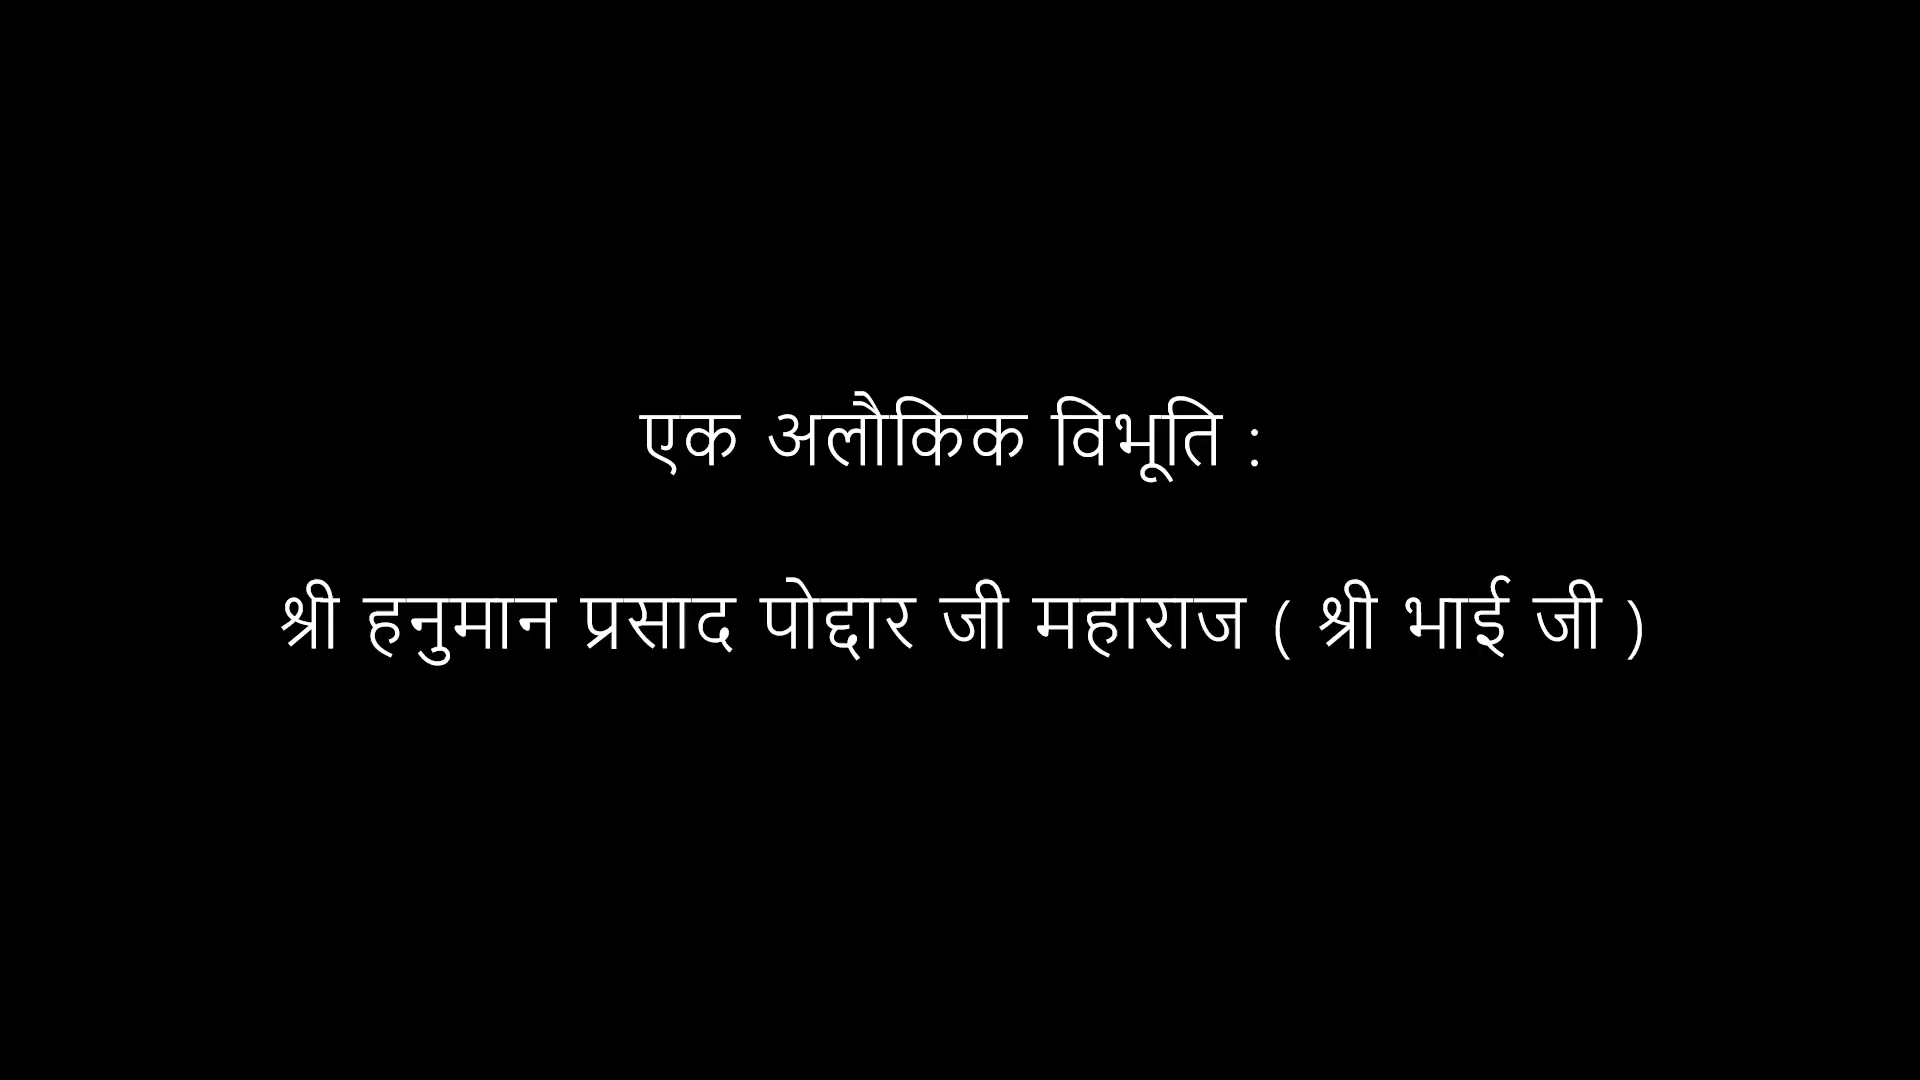 एक अलौकिक विभूति :
श्री हनुमान प्रसाद पोद्दार जी महाराज ( श्री भाई जी )